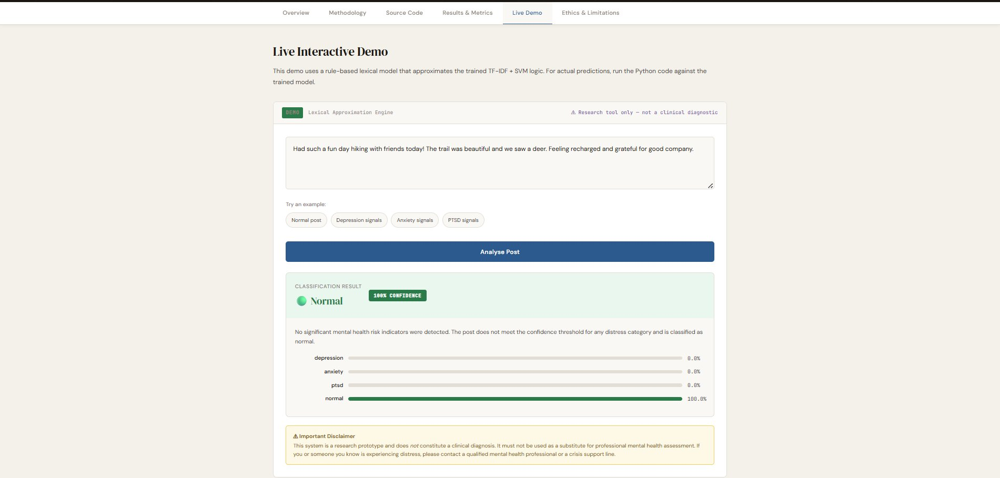 Overview Methodology Source Code Results & Metrics Live Demo Ethics & Limitations
Live Interactive Demo
This demo uses a rule-based lexical model that approximates the trained TF-IDF + SVM logic. For actual predictions, run the Python code against the
trained model.
DEMO Lexical Approximation Engine ⚠ Research tool only — not a clinical diagnostic
Had such a fun day hiking with friends today! The trail was beautiful and we saw a deer. Feeling recharged and grateful for good company.
Try an example:
Normal post Depression signals Anxiety signals PTSD signals
Analyse Post
CLASSIFICATION RESULT
Normal 100% CONFIDENCE
No significant mental health risk indicators were detected. The post does not meet the confidence threshold for any distress category and is classified as
normal.
depression 0.0%
anxiety 0.0%
ptsd 0.0%
normal 100.0%
⚠ Important Disclaimer
This system is a research prototype and does not constitute a clinical diagnosis. It must not be used as a substitute for professional mental health assessment. If
you or someone you know is experiencing distress, please contact a qualified mental health professional or a crisis support line.